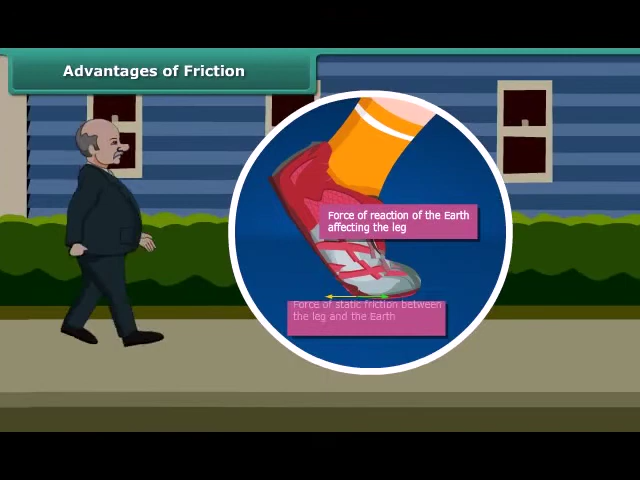 Advantages of Friction
Force of reaction of the Earth
affecting the leg
Force of static friction between
the leg and the Earth